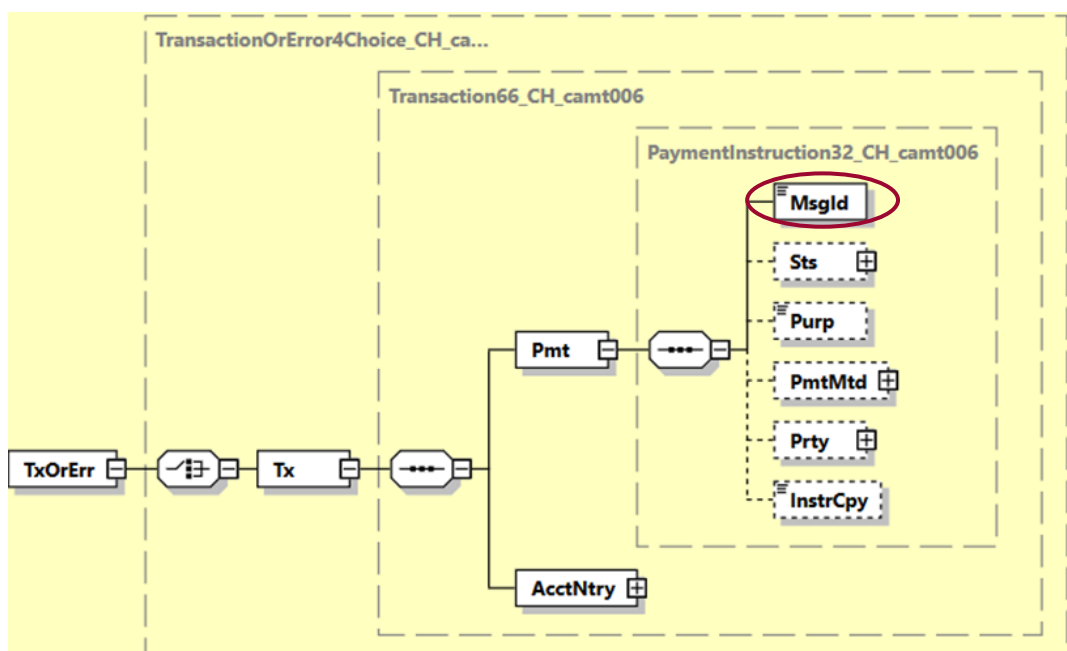 TransactionOrError4Choice_CH_ca...
Transaction66_CH_camt006
PaymentInstruction32_CH_camt006
MsgId
Sts
Purp
Pmt
PmtMtd
Prty
TxOrErr
Tx
InstrCpy
AcctNtry